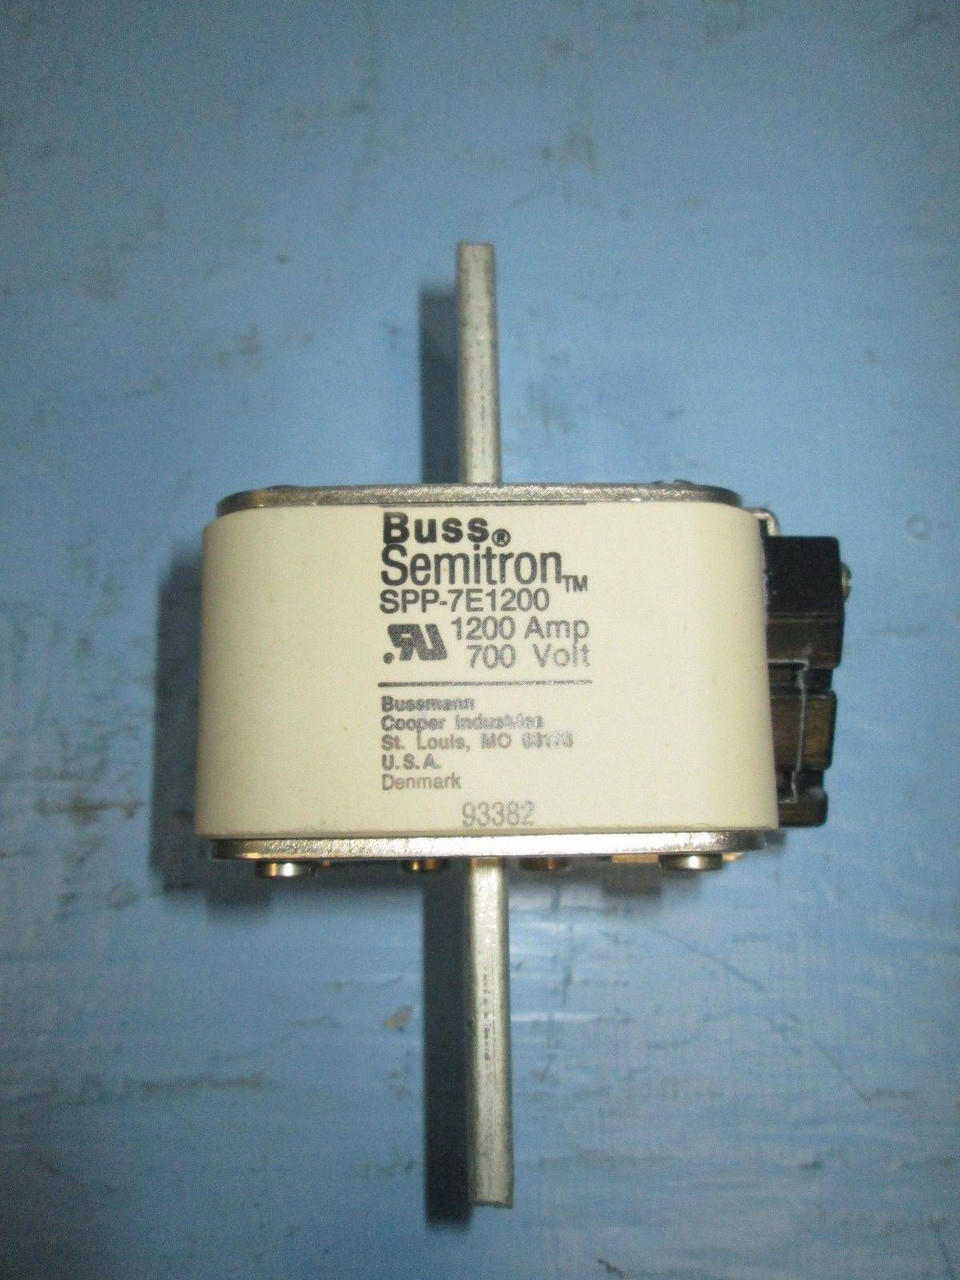 Buss®
Semitron™
SPP-7E1200
1200 Amp
700 Volt
Bussmann
Cooper Industries
St. Louis, MO
U.S.A.
Denmark
93382